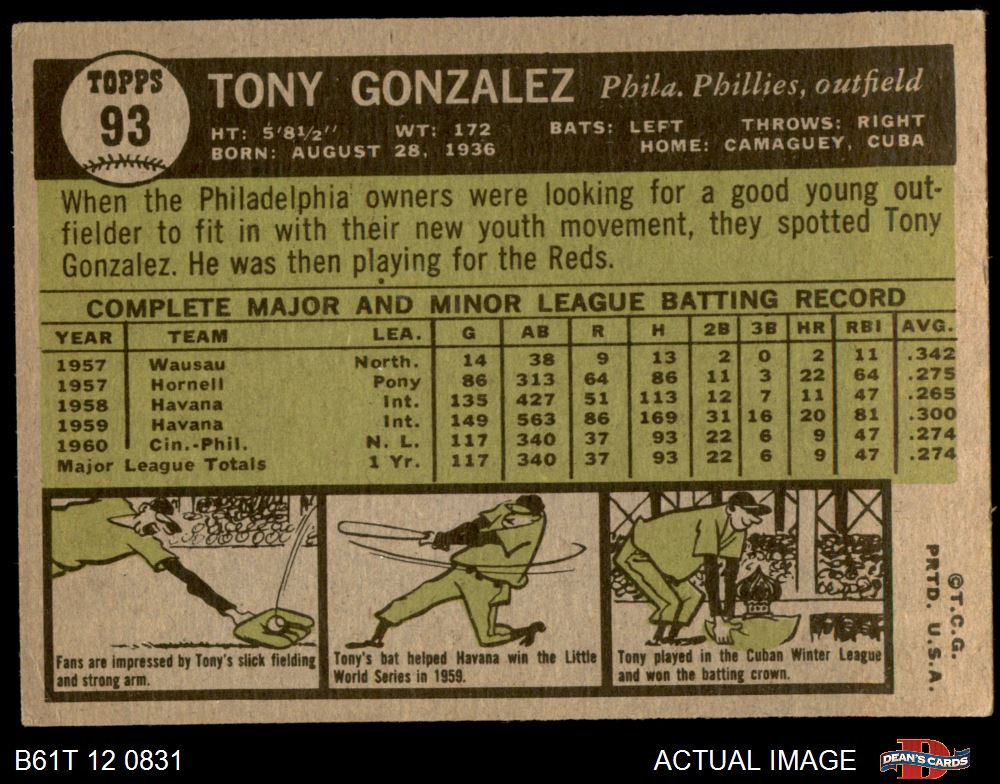 TOPPS
93
TONY GONZALEZ Phila. Phillies, outfield
HT: 5'8½" WT: 172 BATS: LEFT THROWS: RIGHT
BORN: AUGUST 28, 1936 HOME: CAMAGUEY, CUBA
When the Philadelphia owners were looking for a good young out-
fielder to fit in with their new youth movement, they spotted Tony
Gonzalez. He was then playing for the Reds.
COMPLETE MAJOR AND MINOR LEAGUE BATTING RECORD
YEAR TEAM LEA. G AB R H 2B 3B HR RBI AVG.
1957 Wausau North. 14 38 9 13 2 0 2 11 .342
1957 Hornell Pony 86 313 64 86 11 3 22 64 .275
1958 Havana Int. 135 427 51 113 12 7 11 47 .265
1959 Havana Int. 149 563 86 169 31 16 20 81 .300
1960 Cin.-Phil. N. L. 117 340 37 93 22 6 9 47 .274
Major League Totals 1 Yr. 117 340 37 93 22 6 9 47 .274
Fans are impressed by Tony's slick fielding
and strong arm.
Tony's bat helped Havana win the Little
World Series in 1959.
Tony played in the Cuban Winter League
and won the batting crown.
©T.C.G.
PRTD. U.S.A.
B61T 12 0831 ACTUAL IMAGE
D
DEAN'S CARDS